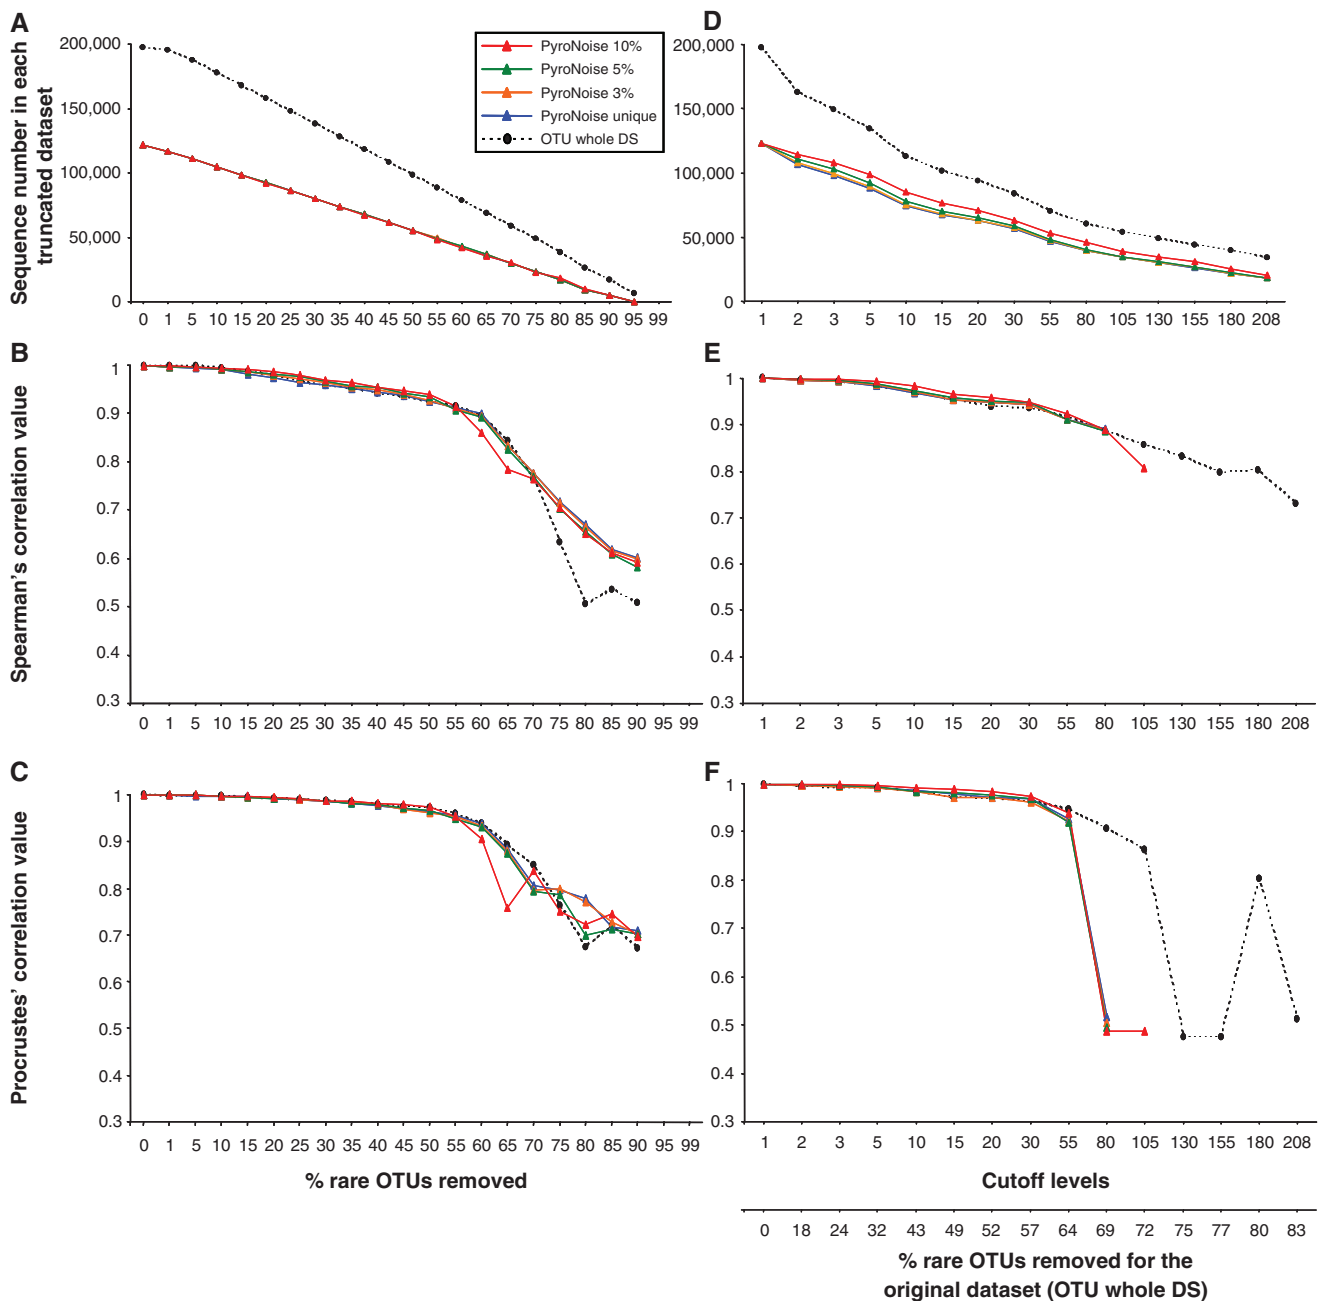 A
Sequence number in each
truncated dataset
200,000
150,000
100,000
50,000
0
0 1 5 10 15 20 25 30 35 40 45 50 55 60 65 70 75 80 85 90 95 99
PyroNoise 10%
PyroNoise 5%
PyroNoise 3%
PyroNoise unique
OTU whole DS
D
200,000
150,000
100,000
50,000
0
1 2 3 5 10 15 20 30 55 80 105 130 155 180 208
B
Spearman's correlation value
1
0.9
0.8
0.7
0.6
0.5
0.4
0.3
0 1 5 10 15 20 25 30 35 40 45 50 55 60 65 70 75 80 85 90 95 99
E
1
0.9
0.8
0.7
0.6
0.5
0.4
0.3
1 2 3 5 10 15 20 30 55 80 105 130 155 180 208
C
Procrustes' correlation value
1
0.9
0.8
0.7
0.6
0.5
0.4
0.3
0 1 5 10 15 20 25 30 35 40 45 50 55 60 65 70 75 80 85 90 95 99
% rare OTUs removed
F
1
0.9
0.8
0.7
0.6
0.5
0.4
0.3
1 2 3 5 10 15 20 30 55 80 105 130 155 180 208
Cutoff levels
0 18 24 32 43 49 52 57 64 69 72 75 77 80 83
% rare OTUs removed for the
original dataset (OTU whole DS)